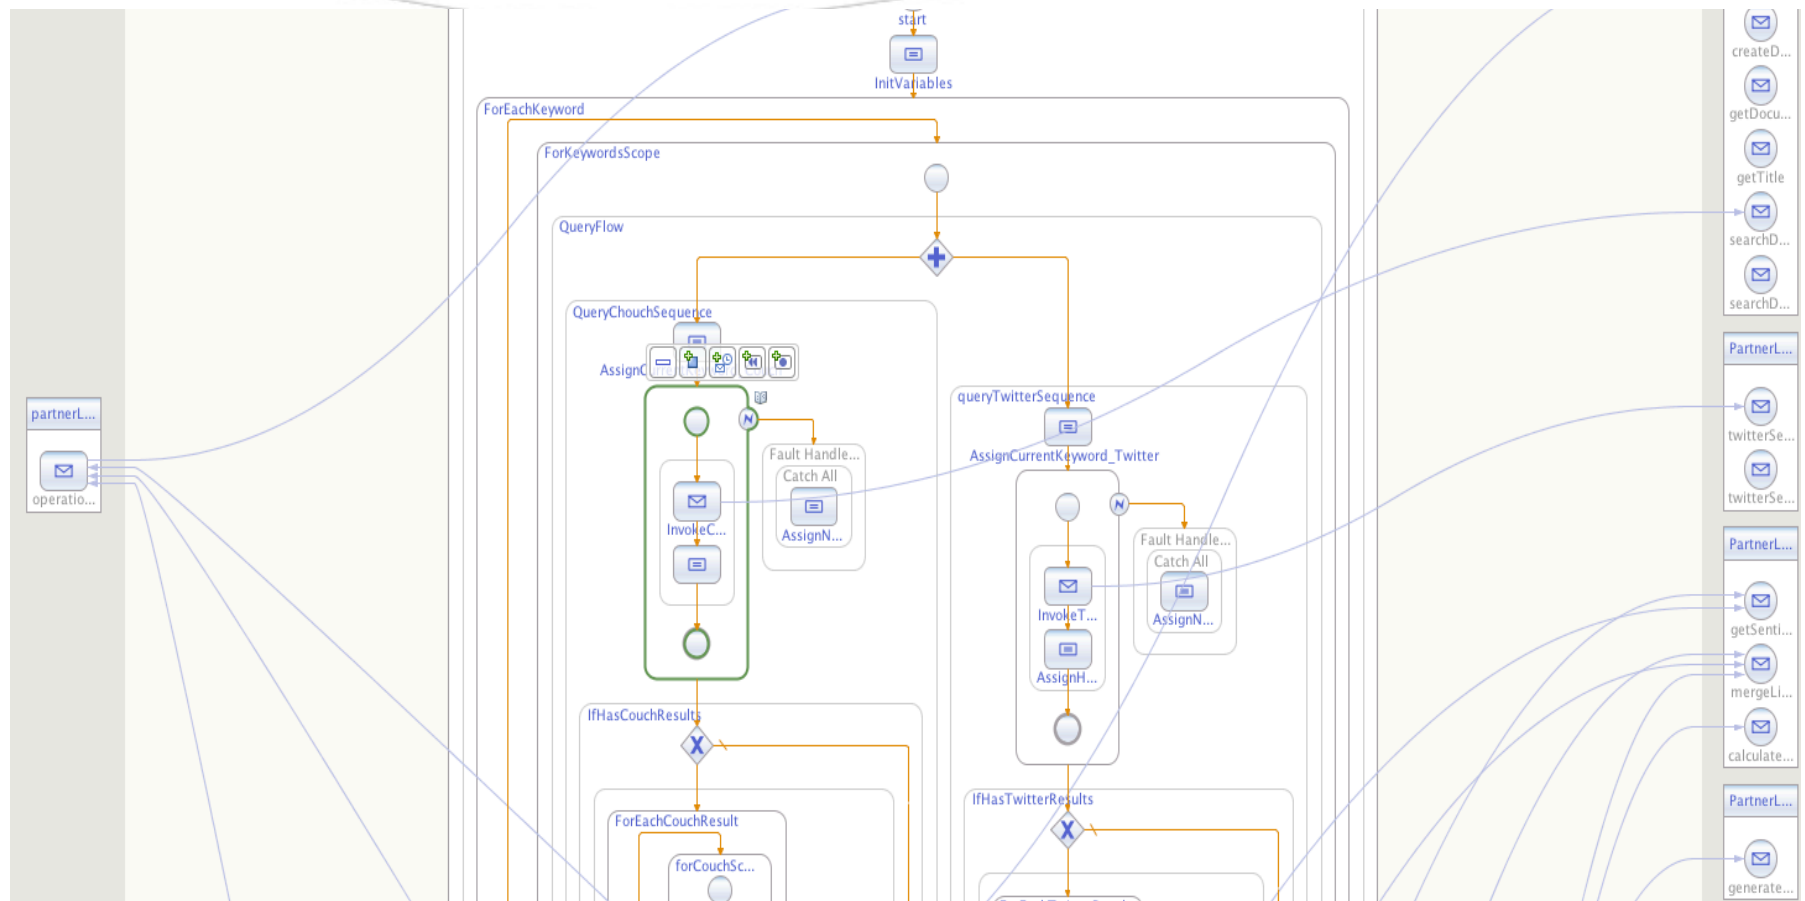 start
InitVariables
ForEachKeyword
ForKeywordsScope
QueryFlow
QueryChouchSequence
queryTwitterSequence
AssignCurrentKeyword_Twitter
Fault Handle...
Catch All
AssignN...
InvokeC...
Fault Handle...
Catch All
AssignN...
InvokeT...
AssignH...
IfHasCouchResults
IfHasTwitterResults
ForEachCouchResult
forCouchSc...
partnerL...
operatio...
createD...
getDocu...
getTitle
searchD...
searchD...
PartnerL...
twitterSe...
twitterSe...
PartnerL...
getSenti...
mergeLi...
calculate...
PartnerL...
generate...